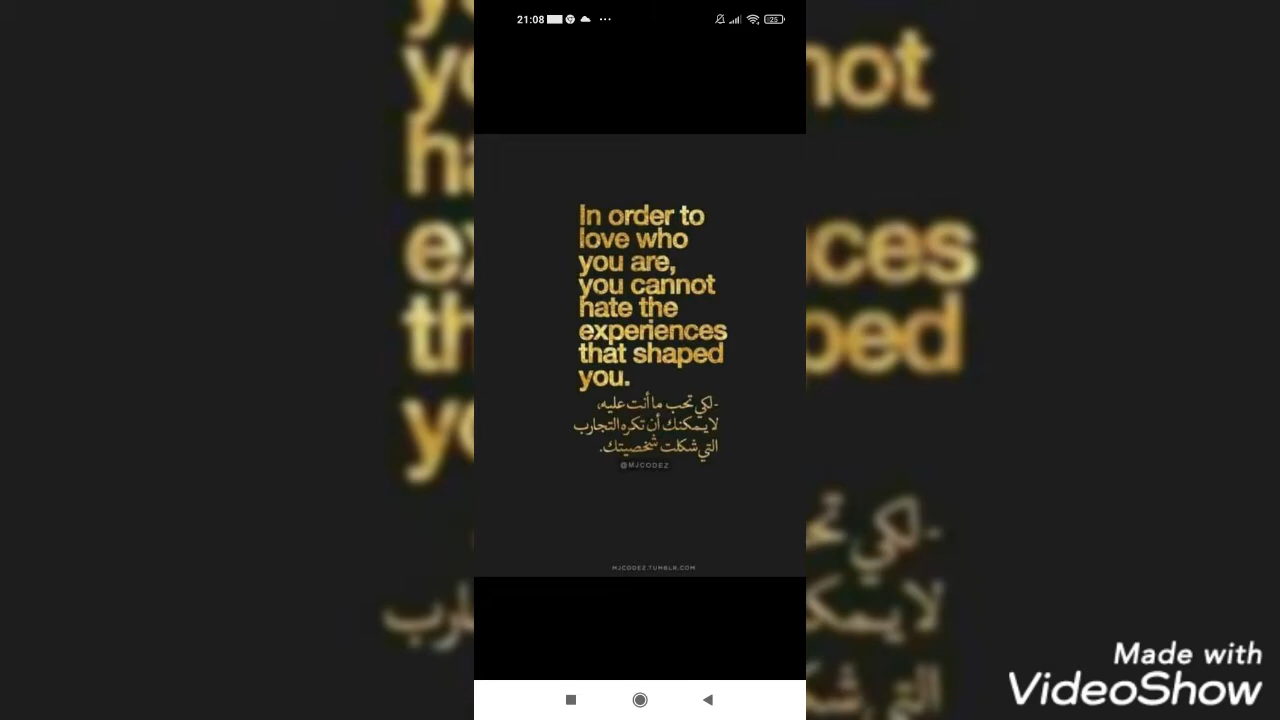 21:08
25
In order to
love who
you are,
you cannot
hate the
experiences
that shaped
you.
-لكي تحب ما أنت عليه،
لا يمكنك أن تكره التجارب
التي شكلت شخصيتك.
@MJCODEZ
MJCODEZ.TUMBLR.COM
Made with
VideoShow